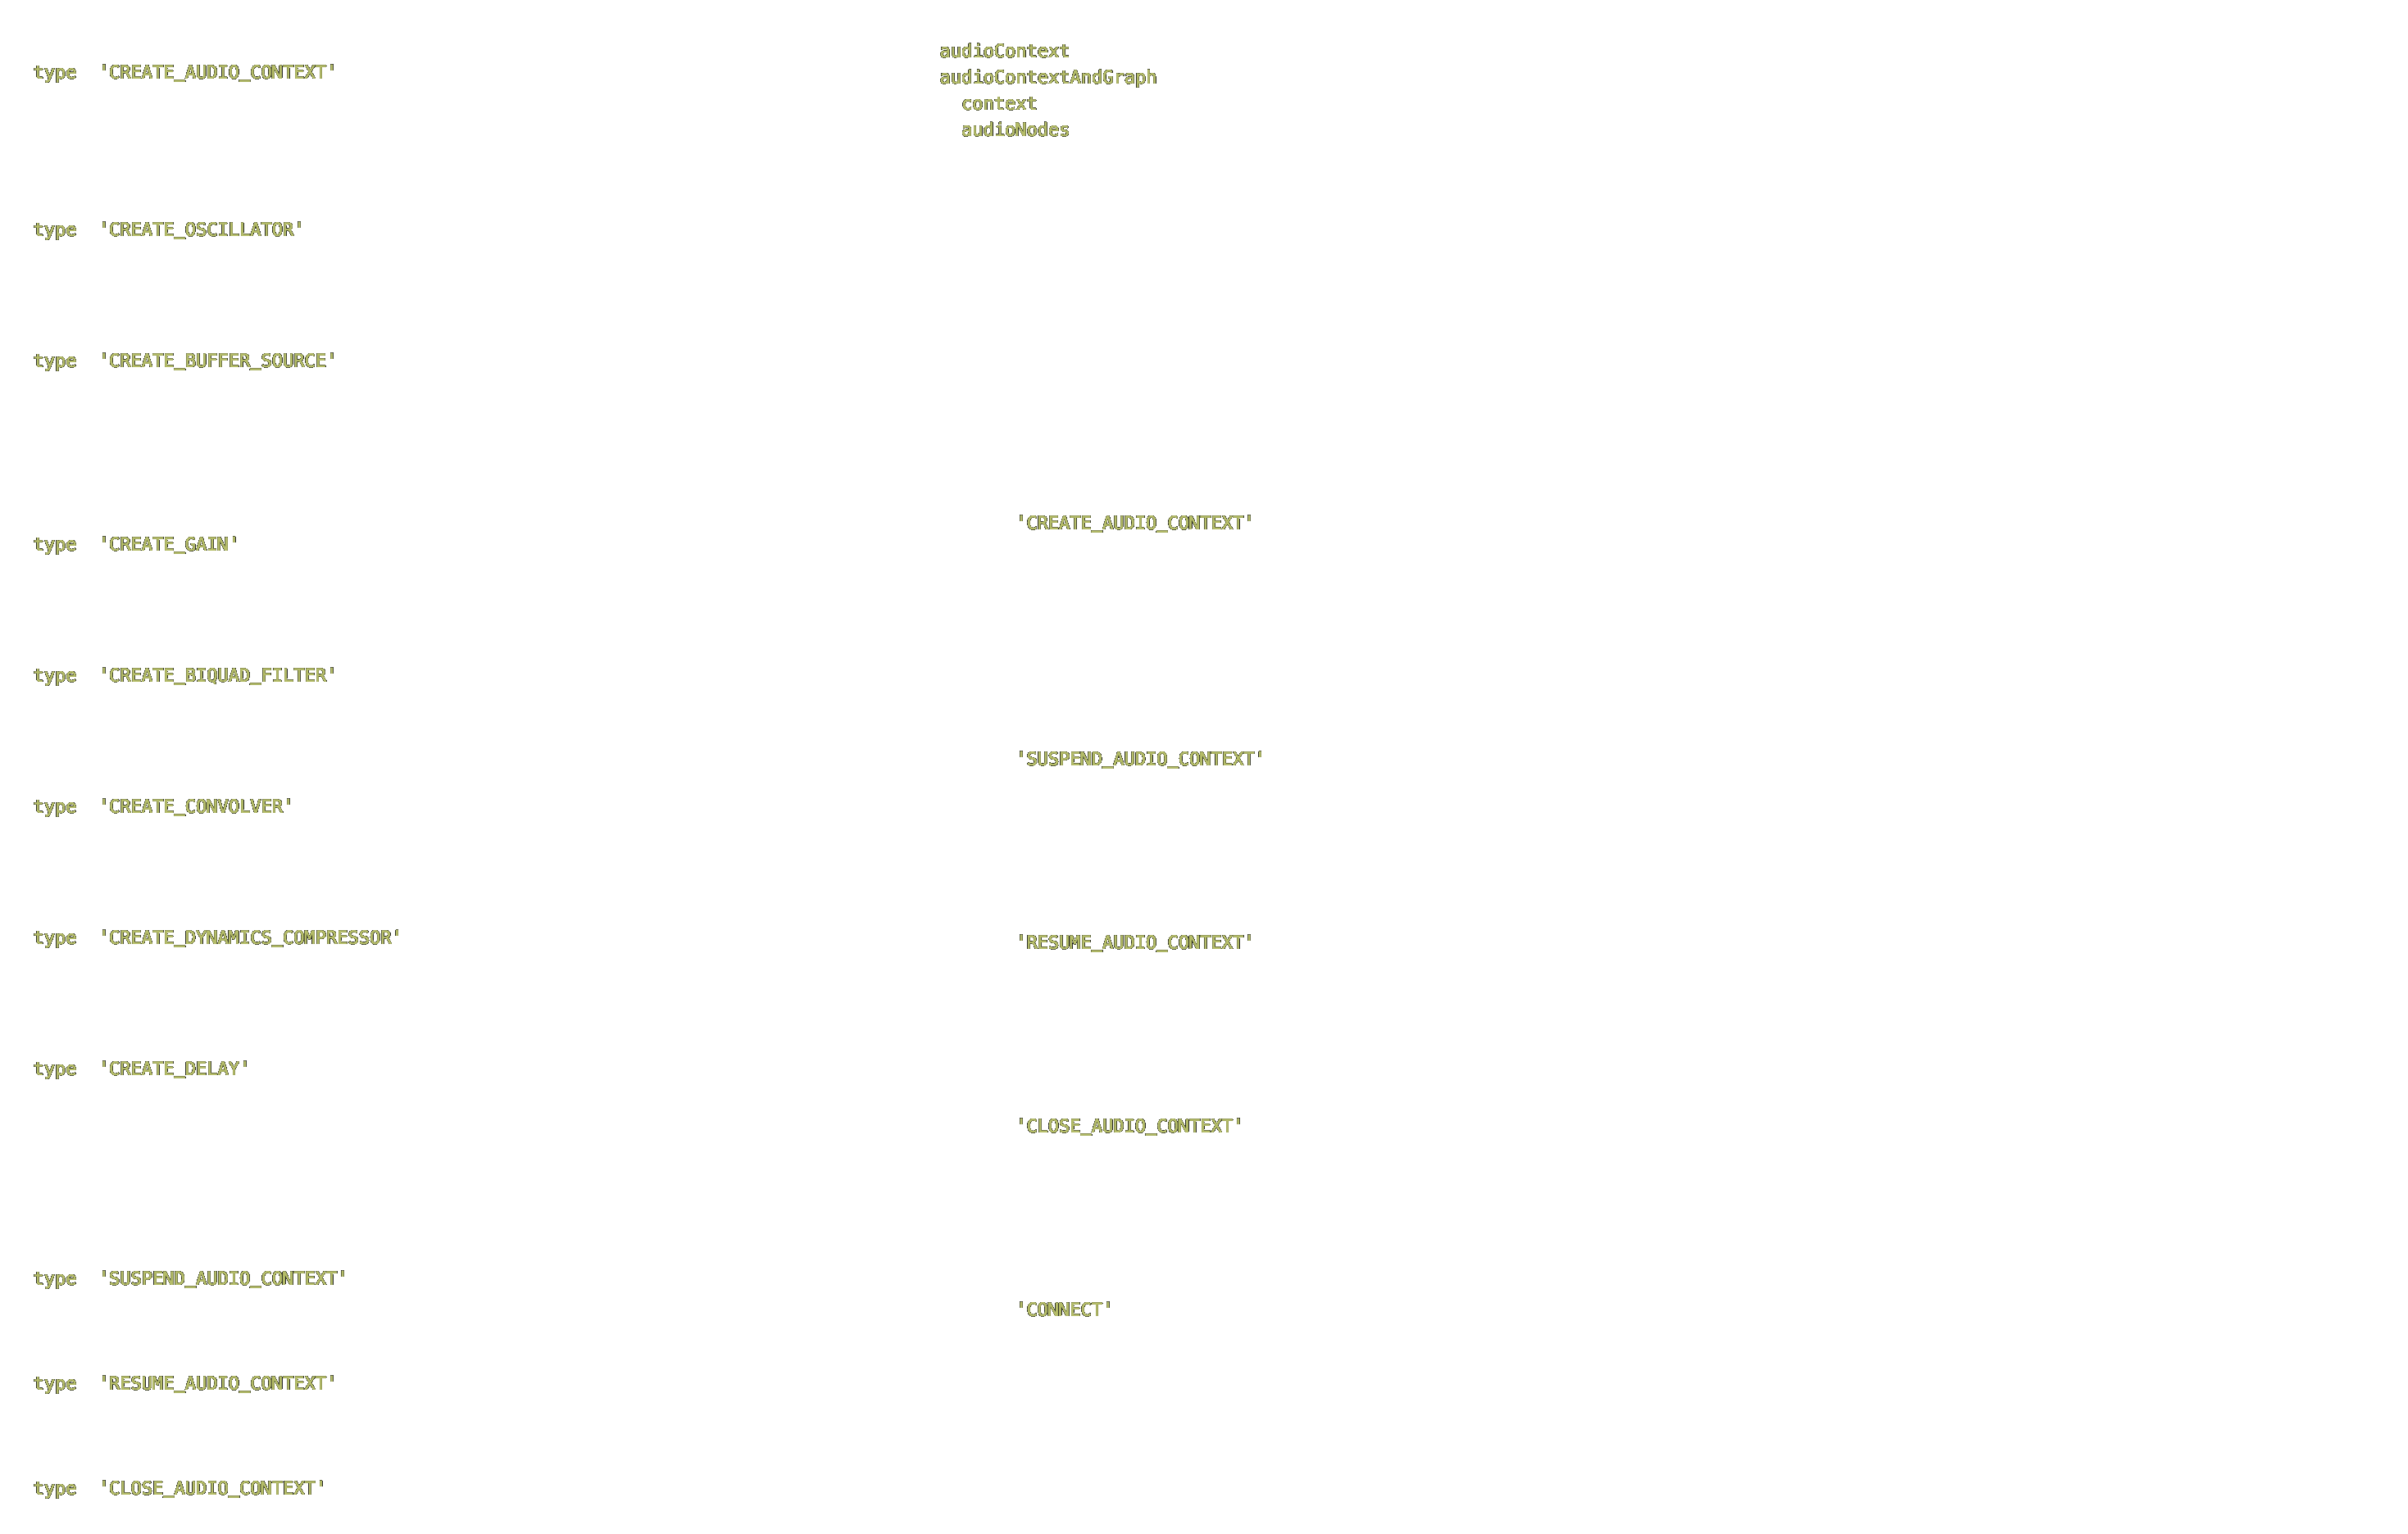 type 'CREATE_AUDIO_CONTEXT'
type 'CREATE_OSCILLATOR'
type 'CREATE_BUFFER_SOURCE'
type 'CREATE_GAIN'
type 'CREATE_BIQUAD_FILTER'
type 'CREATE_CONVOLVER'
type 'CREATE_DYNAMICS_COMPRESSOR'
type 'CREATE_DELAY'
type 'SUSPEND_AUDIO_CONTEXT'
type 'RESUME_AUDIO_CONTEXT'
type 'CLOSE_AUDIO_CONTEXT'
audioContext
audioContextAndGraph
context
audioNodes
'CREATE_AUDIO_CONTEXT'
'SUSPEND_AUDIO_CONTEXT'
'RESUME_AUDIO_CONTEXT'
'CLOSE_AUDIO_CONTEXT'
'CONNECT'